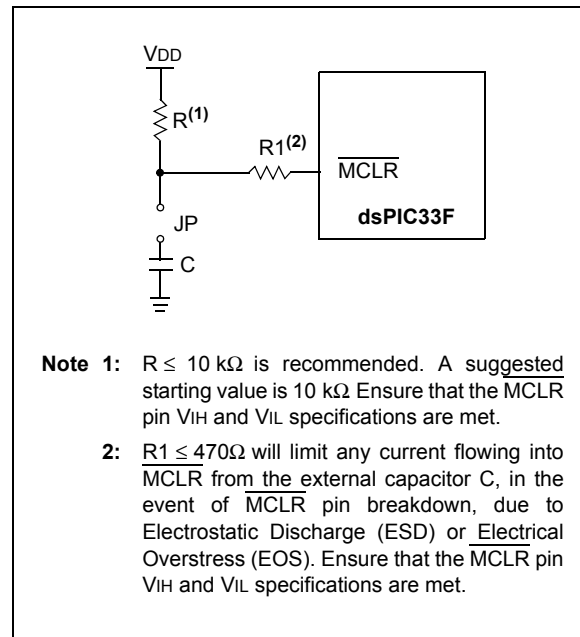 VDD
R(1)
R1(2)
MCLR
dsPIC33F
JP
C
Note 1: R ≤ 10 kΩ is recommended. A suggested
starting value is 10 kΩ Ensure that the MCLR
pin VIH and VIL specifications are met.
2: R1 ≤ 470Ω will limit any current flowing into
MCLR from the external capacitor C, in the
event of MCLR pin breakdown, due to
Electrostatic Discharge (ESD) or Electrical
Overstress (EOS). Ensure that the MCLR pin
VIH and VIL specifications are met.